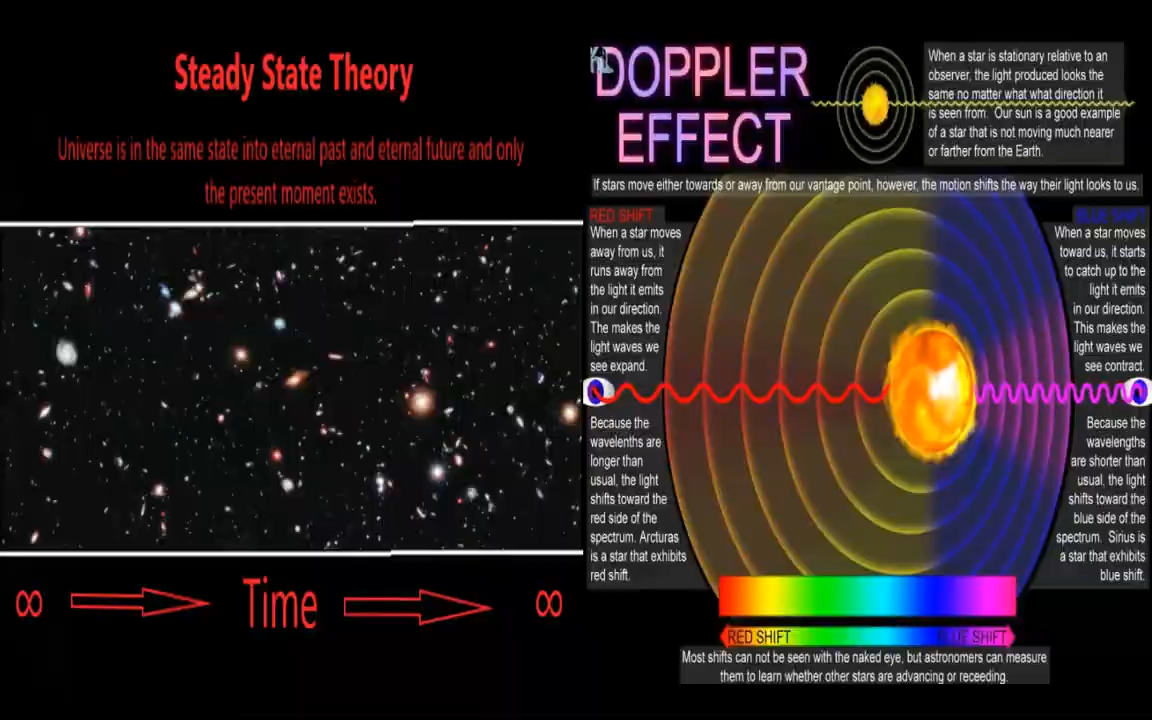 Steady State Theory
Universe is in the same state into eternal past and eternal future and only
the present moment exists.
∞
Time
∞
DOPPLER
EFFECT
When a star is stationary relative to an
observer, the light produced looks the
same no matter what what direction it
is seen from. Our sun is a good example
of a star that is not moving much nearer
or farther from the Earth.
If stars move either towards or away from our vantage point, however, the motion shifts the way their light looks to us.
RED SHIFT
When a star moves
away from us, it
runs away from
the light it emits
in our direction.
The makes the
light waves we
see expand.
Because the
wavelenths are
longer than
usual, the light
shifts toward the
red side of the
spectrum. Arcturas
is a star that exhibits
red shift.
BLUE SHIFT
When a star moves
toward us, it starts
to catch up to the
light it emits
in our direction.
This makes the
light waves we
see contract.
Because the
wavelengths
are shorter than
usual, the light
shifts toward the
blue side of the
spectrum. Sirius is
a star that exhibits
blue shift.
RED SHIFT
BLUE SHIFT
Most shifts can not be seen with the naked eye, but astronomers can measure
them to learn whether other stars are advancing or receeding.